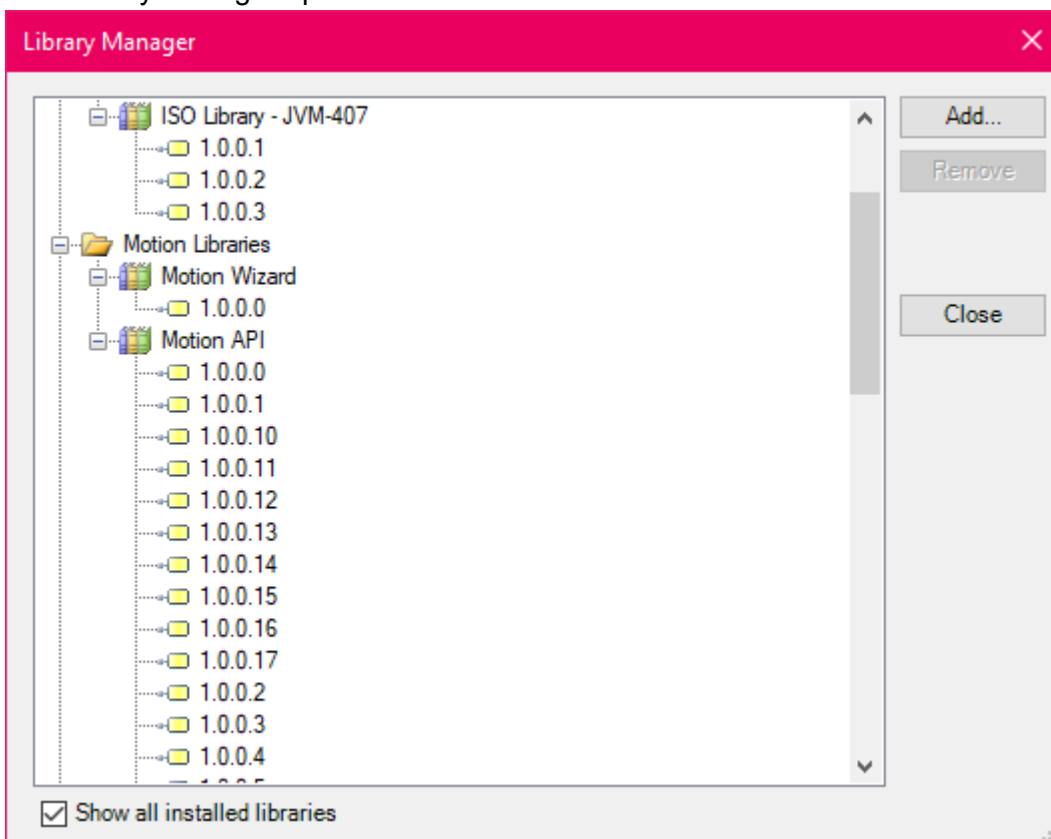 Library Manager
ISO Library - JVM-407
Add...
1.0.0.1
Remove
1.0.0.2
1.0.0.3
Motion Libraries
Motion Wizard
1.0.0.0
Close
Motion API
1.0.0.0
1.0.0.1
1.0.0.10
1.0.0.11
1.0.0.12
1.0.0.13
1.0.0.14
1.0.0.15
1.0.0.16
1.0.0.17
1.0.0.2
1.0.0.3
1.0.0.4
Show all installed libraries